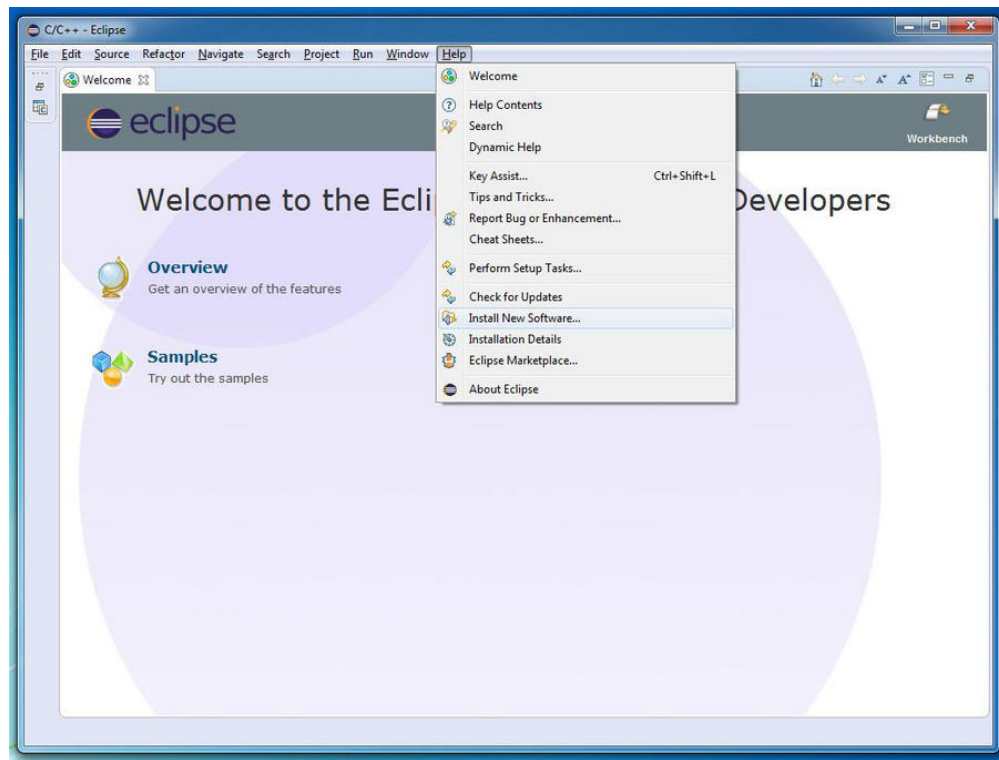 C/C++ - Eclipse
File Edit Source Refactor Navigate Search Project Run Window Help
Welcome
eclipse
Workbench
Welcome to the Ecli Developers
Overview
Get an overview of the features
Samples
Try out the samples
Welcome
Help Contents
Search
Dynamic Help
Key Assist... Ctrl+Shift+L
Tips and Tricks...
Report Bug or Enhancement...
Cheat Sheets...
Perform Setup Tasks...
Check for Updates
Install New Software...
Installation Details
Eclipse Marketplace...
About Eclipse